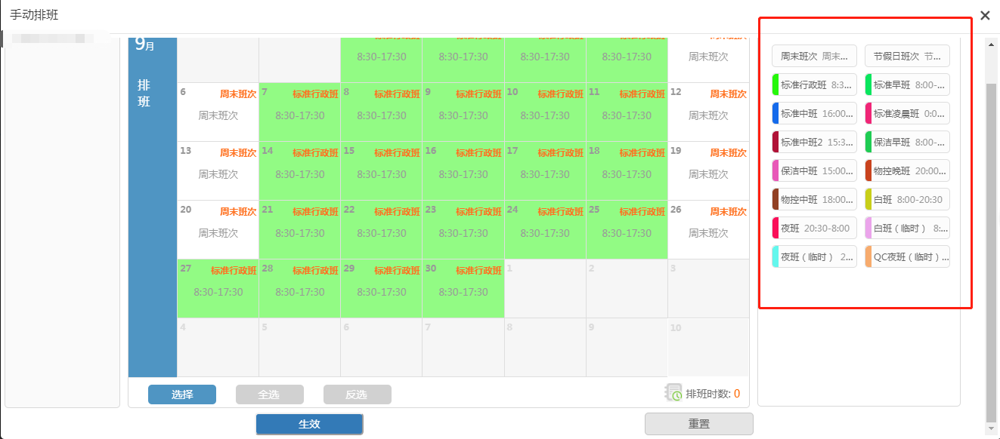 手动排班
9月
排
班
8:30-17:30 8:30-17:30 8:30-17:30 8:30-17:30 周末班次
6 周末班次 7 标准行政班 8 标准行政班 9 标准行政班 10 标准行政班 11 标准行政班 12 周末班次
周末班次 8:30-17:30 8:30-17:30 8:30-17:30 8:30-17:30 8:30-17:30 周末班次
13 周末班次 14 标准行政班 15 标准行政班 16 标准行政班 17 标准行政班 18 标准行政班 19 周末班次
周末班次 8:30-17:30 8:30-17:30 8:30-17:30 8:30-17:30 8:30-17:30 周末班次
20 周末班次 21 标准行政班 22 标准行政班 23 标准行政班 24 标准行政班 25 标准行政班 26 周末班次
周末班次 8:30-17:30 8:30-17:30 8:30-17:30 8:30-17:30 8:30-17:30 周末班次
27 标准行政班 28 标准行政班 29 标准行政班 30 标准行政班 1 2 3
8:30-17:30 8:30-17:30 8:30-17:30 8:30-17:30
4 5 6 7 8 9 10
选择 全选 反选 排班时数: 0
生效 重置
周末班次 周末... 节假日班次 节...
标准行政班 8:3... 标准早班 8:00-...
标准中班 16:00... 标准凌晨班 0:0...
标准中班2 15:3... 保洁早班 8:00-...
保洁中班 15:00... 物控晚班 20:00...
物控中班 18:00... 白班 8:00-20:30
夜班 20:30-8:00 白班（临时） 8:...
夜班（临时） 2... QC夜班（临时）...